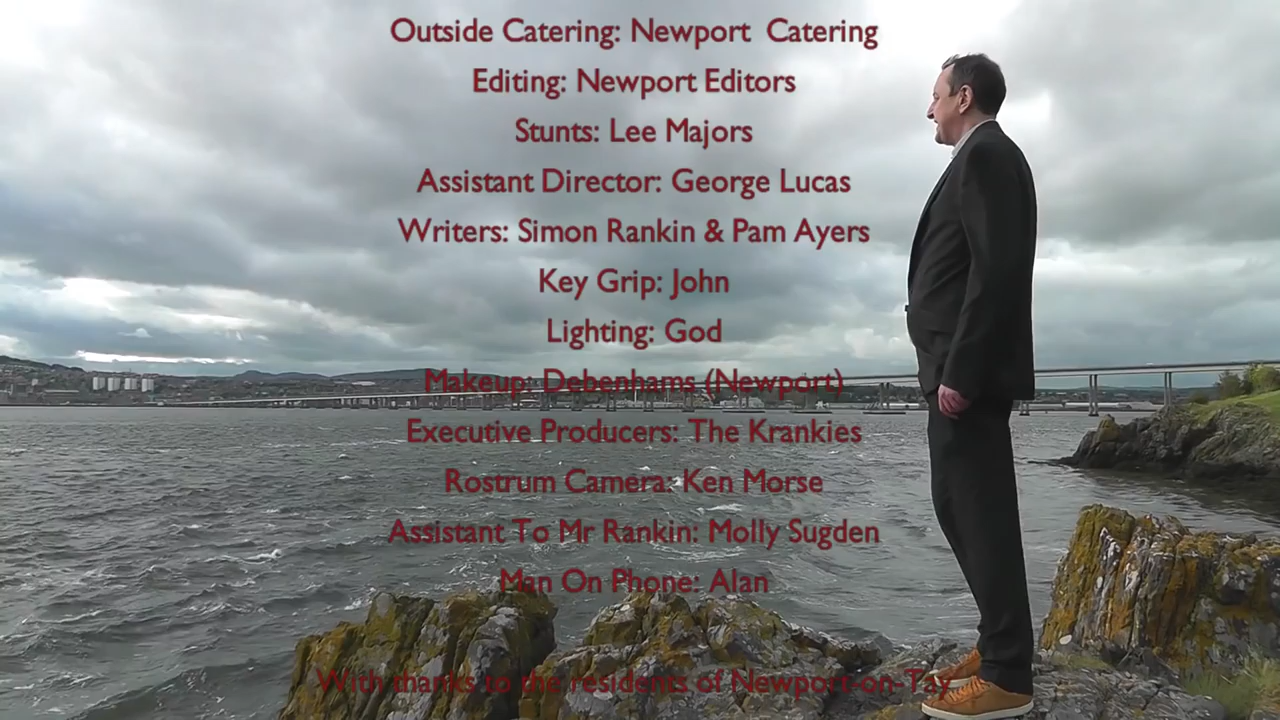 Outside Catering: Newport  Catering
Editing: Newport Editors
Stunts: Lee Majors
Assistant Director: George Lucas
Writers: Simon Rankin & Pam Ayers
Key Grip: John
Lighting: God
Makeup: Debenhams (Newport)
Executive Producers: The Krankies
Rostrum Camera: Ken Morse
Assistant To Mr Rankin: Molly Sugden
Man On Phone: Alan
With thanks to the residents of Newport-on-Tay